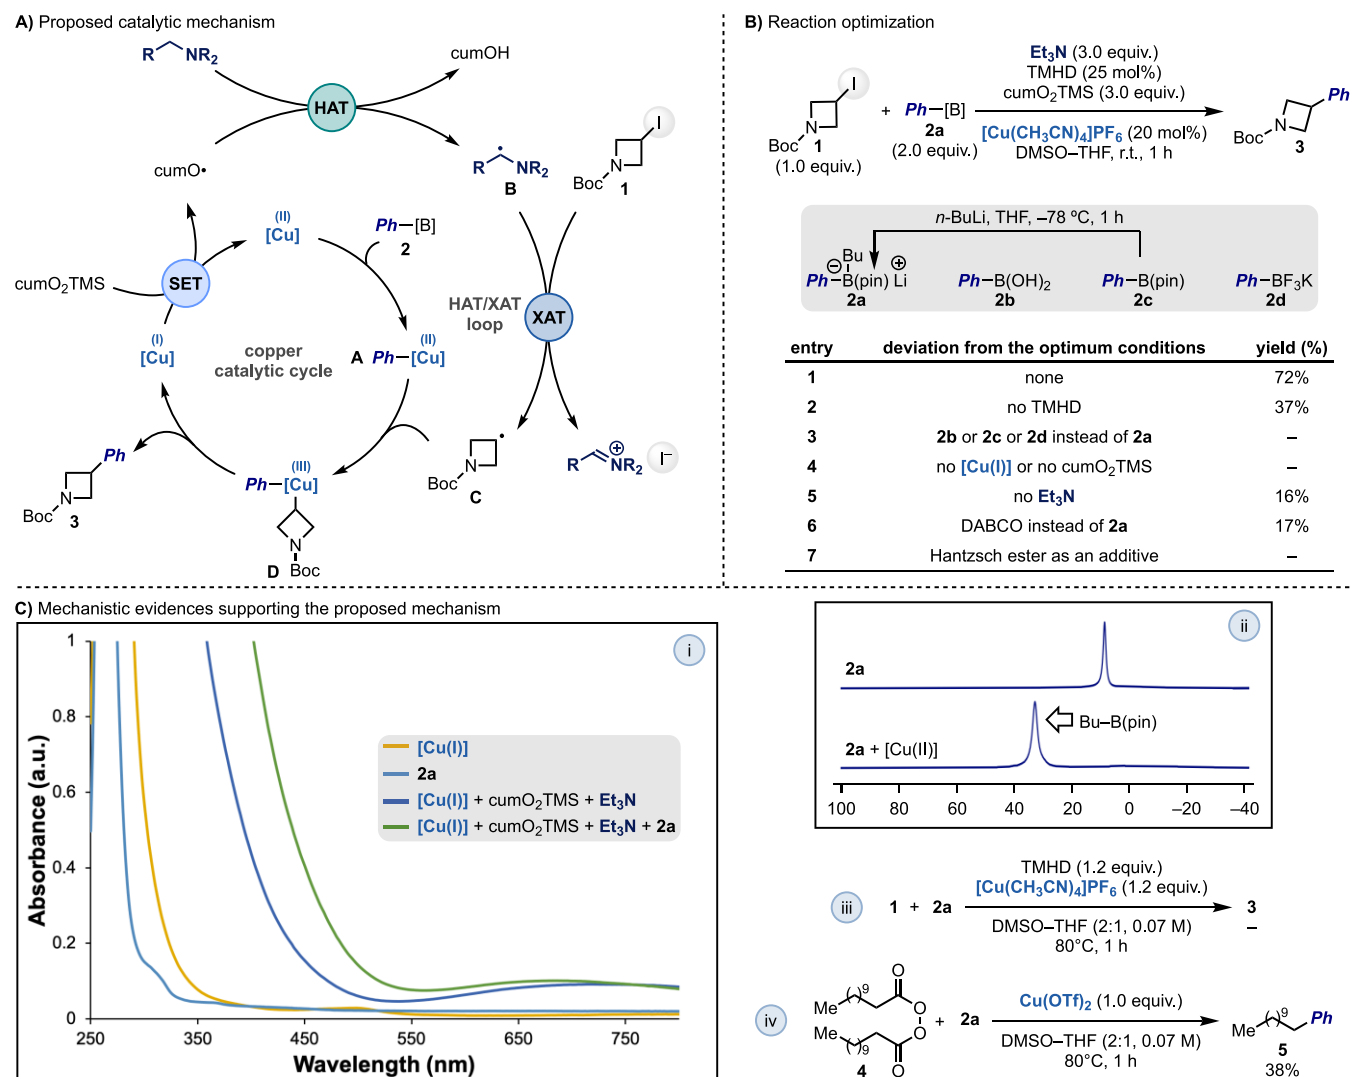 A) Proposed catalytic mechanism
R
NR2
cumOH
HAT
cumO•
R
•
NR2
B
I
BocN
1
(II)
[Cu]
Ph–[B]
2
cumO2TMS
SET
HAT/XAT
loop
XAT
(I)
[Cu]
copper
catalytic cycle
A
(II)
Ph–[Cu]
Ph
N
Boc
3
(III)
Ph–[Cu]
N
Boc
D
•
N
Boc
C
R
NR2
⊕
I–
B) Reaction optimization
I
N
Boc
1
(1.0 equiv.)
+
Ph–[B]
2a
(2.0 equiv.)
Et3N (3.0 equiv.)
TMHD (25 mol%)
cumO2TMS (3.0 equiv.)
[Cu(CH3CN)4]PF6 (20 mol%)
DMSO–THF, r.t., 1 h
Ph
N
Boc
3
n-BuLi, THF, –78 ºC, 1 h
Bu
⊖
⊕
Ph–B(pin) Li
2a
Ph–B(OH)2
2b
Ph–B(pin)
2c
Ph–BF3K
2d
entry deviation from the optimum conditions yield (%)
1 none 72%
2 no TMHD 37%
3 2b or 2c or 2d instead of 2a –
4 no [Cu(I)] or no cumO2TMS –
5 no Et3N 16%
6 DABCO instead of 2a 17%
7 Hantzsch ester as an additive –
C) Mechanistic evidences supporting the proposed mechanism
i
Absorbance (a.u.)
1
0.8
0.6
0.4
0.2
0
250 350 450 550 650 750
Wavelength (nm)
[Cu(I)]
2a
[Cu(I)] + cumO2TMS + Et3N
[Cu(I)] + cumO2TMS + Et3N + 2a
ii
2a
Bu–B(pin)
2a + [Cu(II)]
100 80 60 40 20 0 –20 –40
iii
1 + 2a
TMHD (1.2 equiv.)
[Cu(CH3CN)4]PF6 (1.2 equiv.)
DMSO–THF (2:1, 0.07 M)
80°C, 1 h
3
–
iv
Me
9
O
O
O
Me
9
O
4
+ 2a
Cu(OTf)2 (1.0 equiv.)
DMSO–THF (2:1, 0.07 M)
80°C, 1 h
Me
9
Ph
5
38%